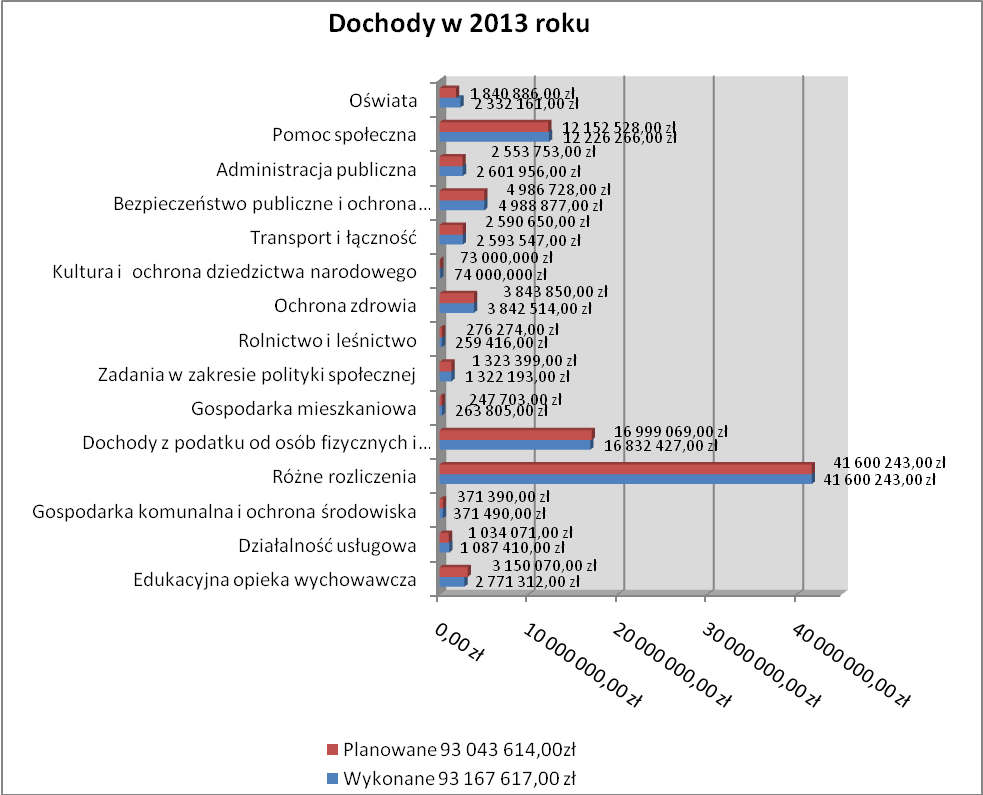 Dochody w 2013 roku
Oświata
1 840 886,00 zł
2 332 161,00 zł
Pomoc społeczna
12 152 528,00 zł
12 226 266,00 zł
Administracja publiczna
2 553 753,00 zł
2 601 956,00 zł
Bezpieczeństwo publiczne i ochrona...
4 986 728,00 zł
4 988 877,00 zł
Transport i łączność
2 590 650,00 zł
2 593 547,00 zł
Kultura i ochrona dziedzictwa narodowego
73 000,000 zł
74 000,000 zł
Ochrona zdrowia
3 843 850,00 zł
3 842 514,00 zł
Rolnictwo i leśnictwo
276 274,00 zł
259 416,00 zł
Zadania w zakresie polityki społecznej
1 323 399,00 zł
1 322 193,00 zł
Gospodarka mieszkaniowa
247 703,00 zł
263 805,00 zł
Dochody z podatku od osób fizycznych i...
16 999 069,00 zł
16 832 427,00 zł
Różne rozliczenia
41 600 243,00 zł
41 600 243,00 zł
Gospodarka komunalna i ochrona środowiska
371 390,00 zł
371 490,00 zł
Działalność usługowa
1 034 071,00 zł
1 087 410,00 zł
Edukacyjna opieka wychowawcza
3 150 070,00 zł
2 771 312,00 zł
0,00 zł
10 000 000,00 zł
20 000 000,00 zł
30 000 000,00 zł
40 000 000,00 zł
Planowane 93 043 614,00zł
Wykonane 93 167 617,00 zł